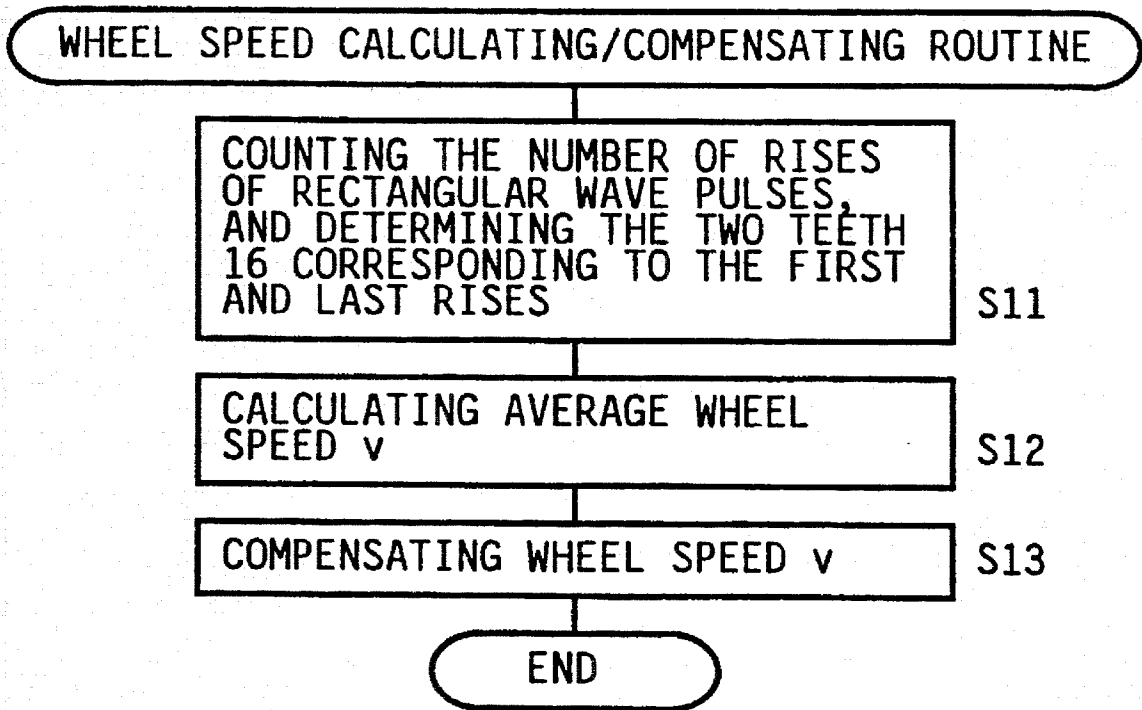 WHEEL SPEED CALCULATING/COMPENSATING ROUTINE
COUNTING THE NUMBER OF RISES
OF RECTANGULAR WAVE PULSES,
AND DETERMINING THE TWO TEETH
16 CORRESPONDING TO THE FIRST
AND LAST RISES
S11
CALCULATING AVERAGE WHEEL
SPEED v
S12
COMPENSATING WHEEL SPEED v
S13
END